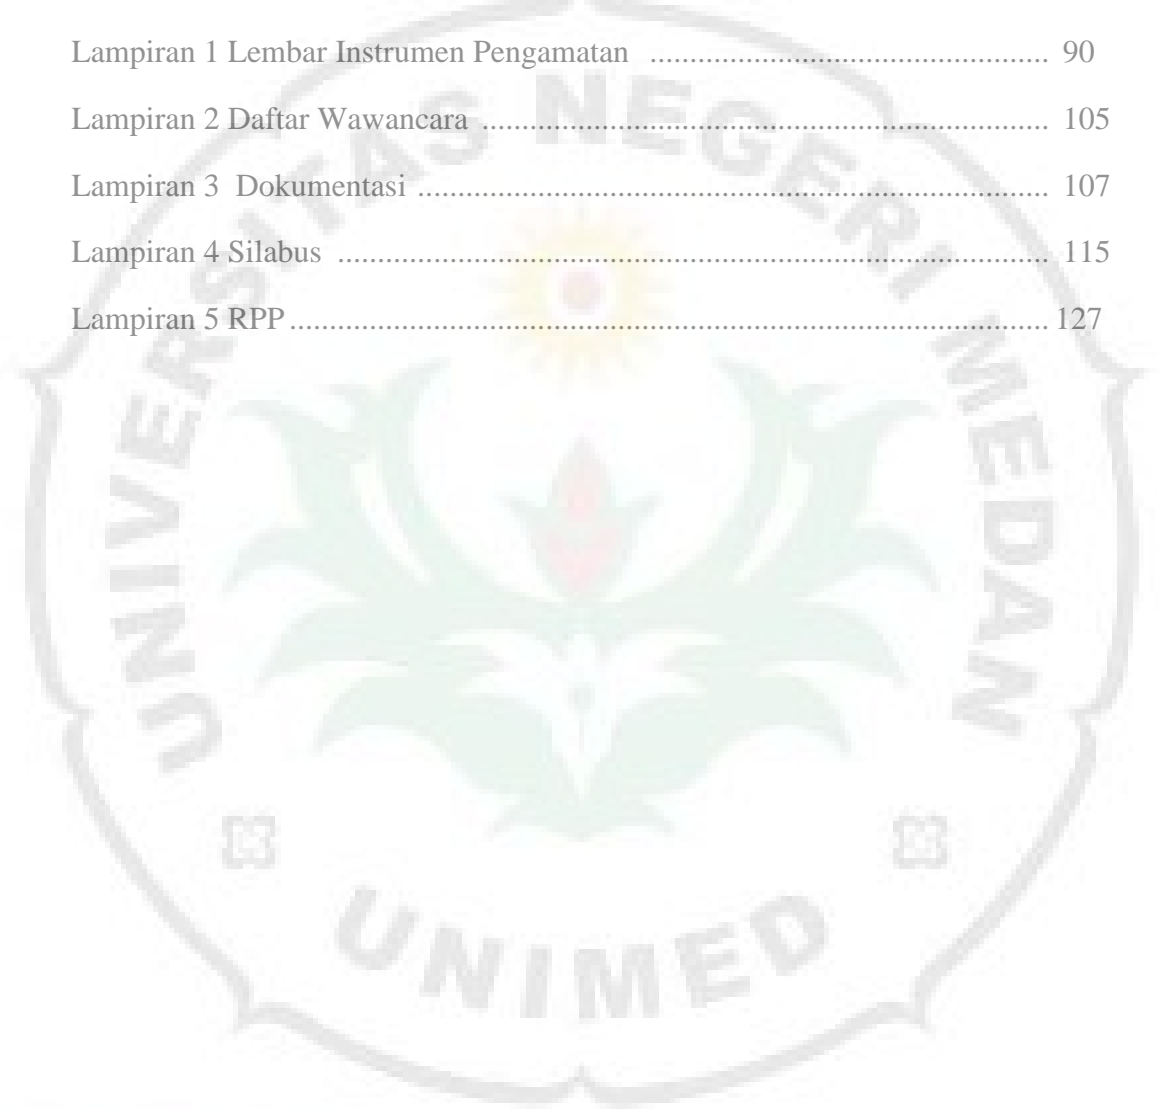 Lampiran 1 Lembar Instrumen Pengamatan .................................................. 90
Lampiran 2 Daftar Wawancara ....................................................................... 105
Lampiran 3  Dokumentasi ............................................................................... 107
Lampiran 4 Silabus ......................................................................................... 115
Lampiran 5 RPP............................................................................................... 127
UNIVERSITAS NEGERI MEDAN
UNIMED